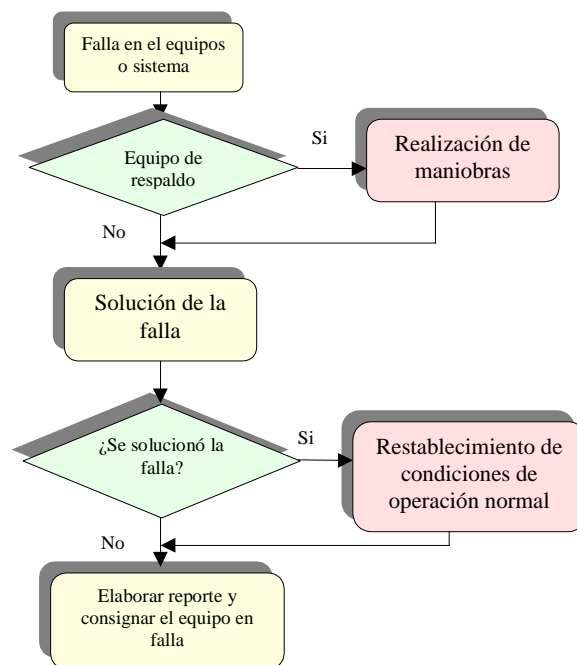 Falla en el equipos
o sistema
Equipo de
respaldo
Si
Realización de
maniobras
No
Solución de la
falla
¿Se solucionó la
falla?
Si
Restablecimiento de
condiciones de
operación normal
No
Elaborar reporte y
consignar el equipo en
falla